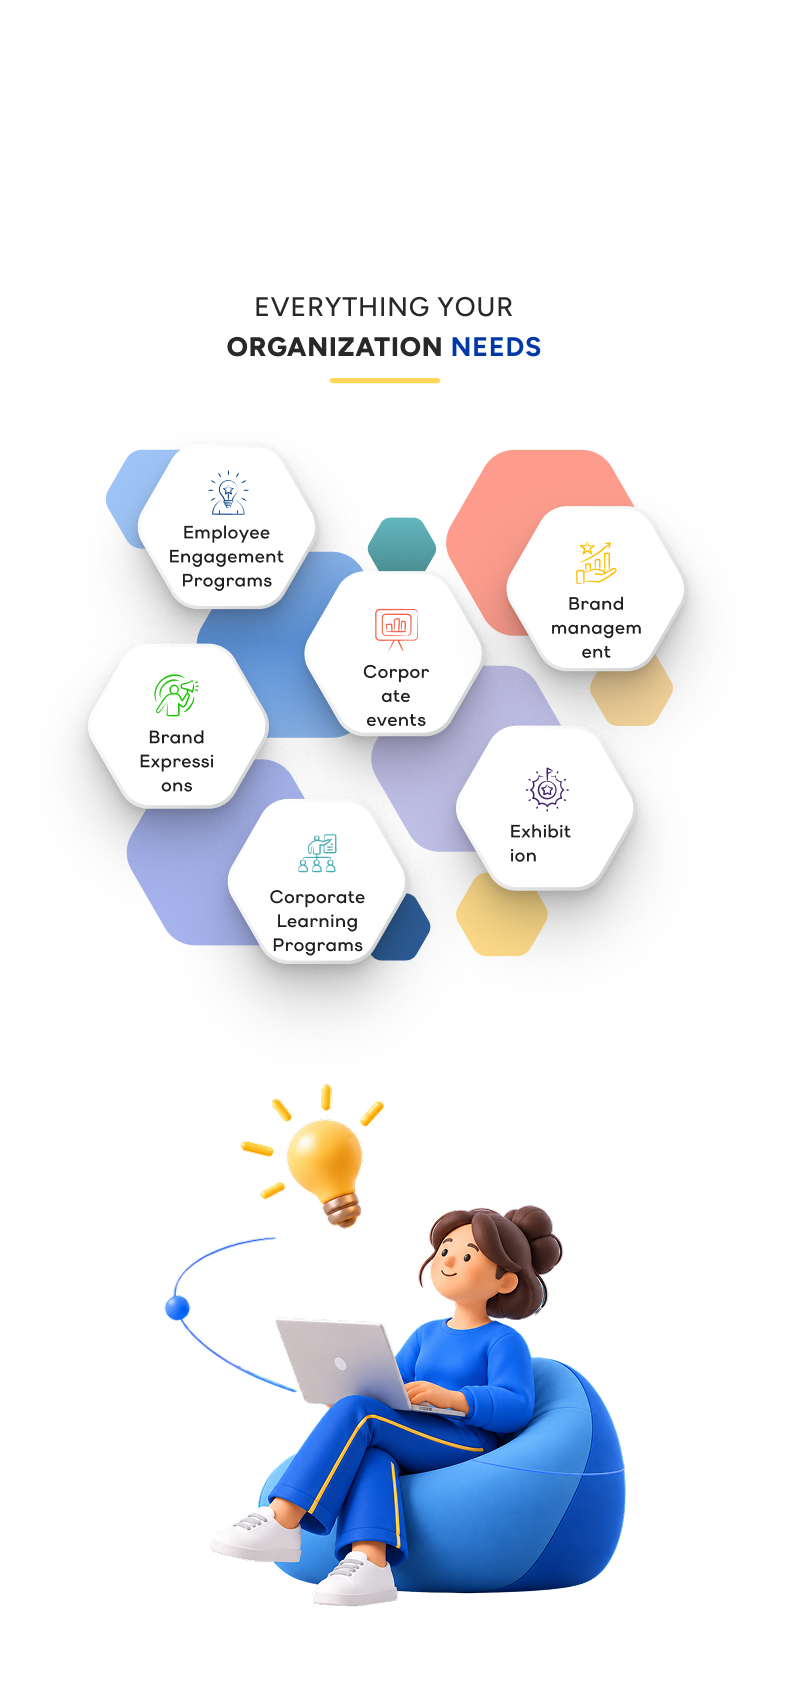 EVERYTHING YOUR
ORGANIZATION NEEDS
Employee
Engagement
Programs
Brand
managem
ent
Corpor
ate
events
Brand
Expressi
ons
Exhibit
ion
Corporate
Learning
Programs